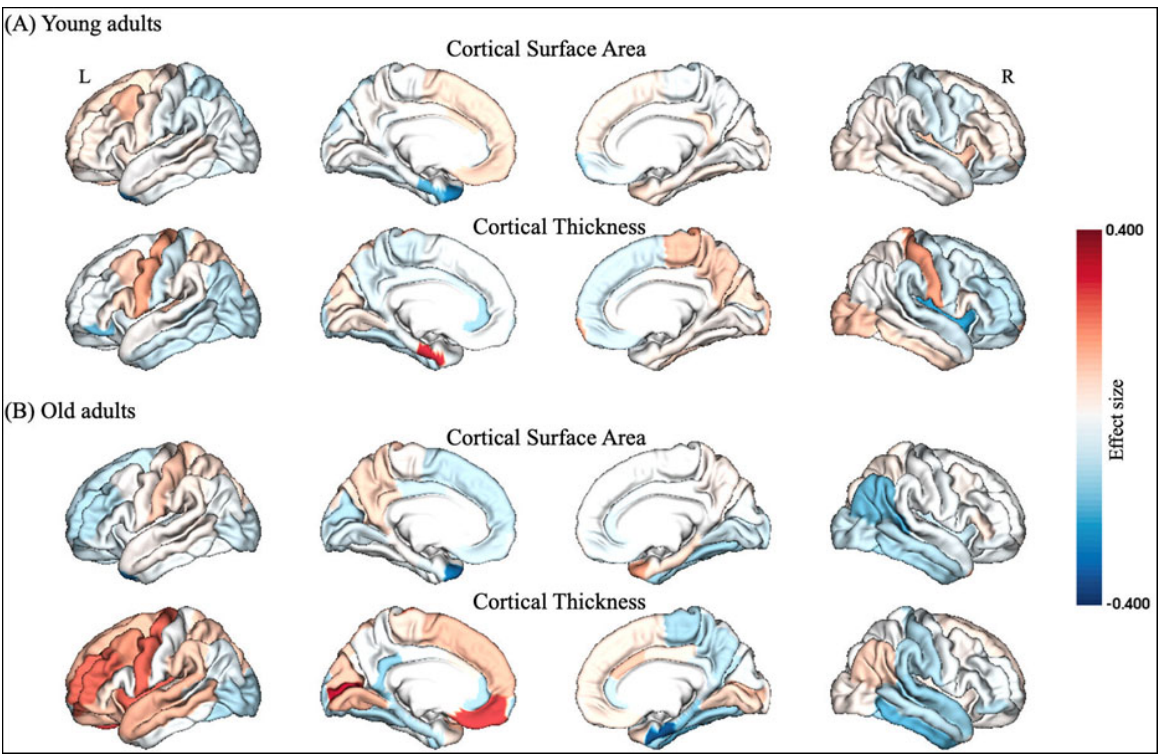 (A) Young adults
Cortical Surface Area
L
R
Cortical Thickness
0.400
Effect size
-0.400
(B) Old adults
Cortical Surface Area
Cortical Thickness